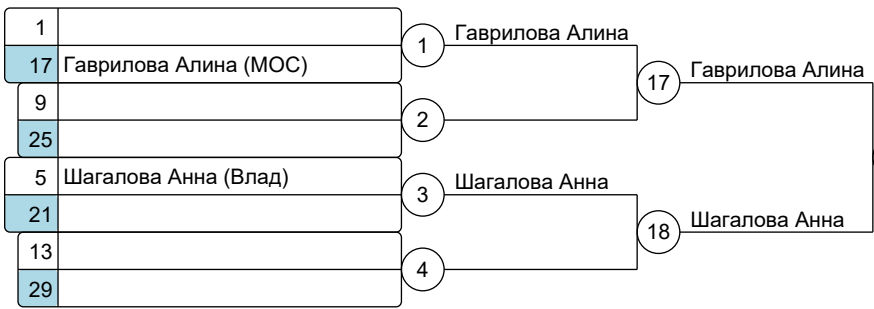 1
17 Гаврилова Алина (МОС)
9
25
5 Шагалова Анна (Влад)
21
13
29
1 Гаврилова Алина
2
3 Шагалова Анна
4
17 Гаврилова Алина
18 Шагалова Анна